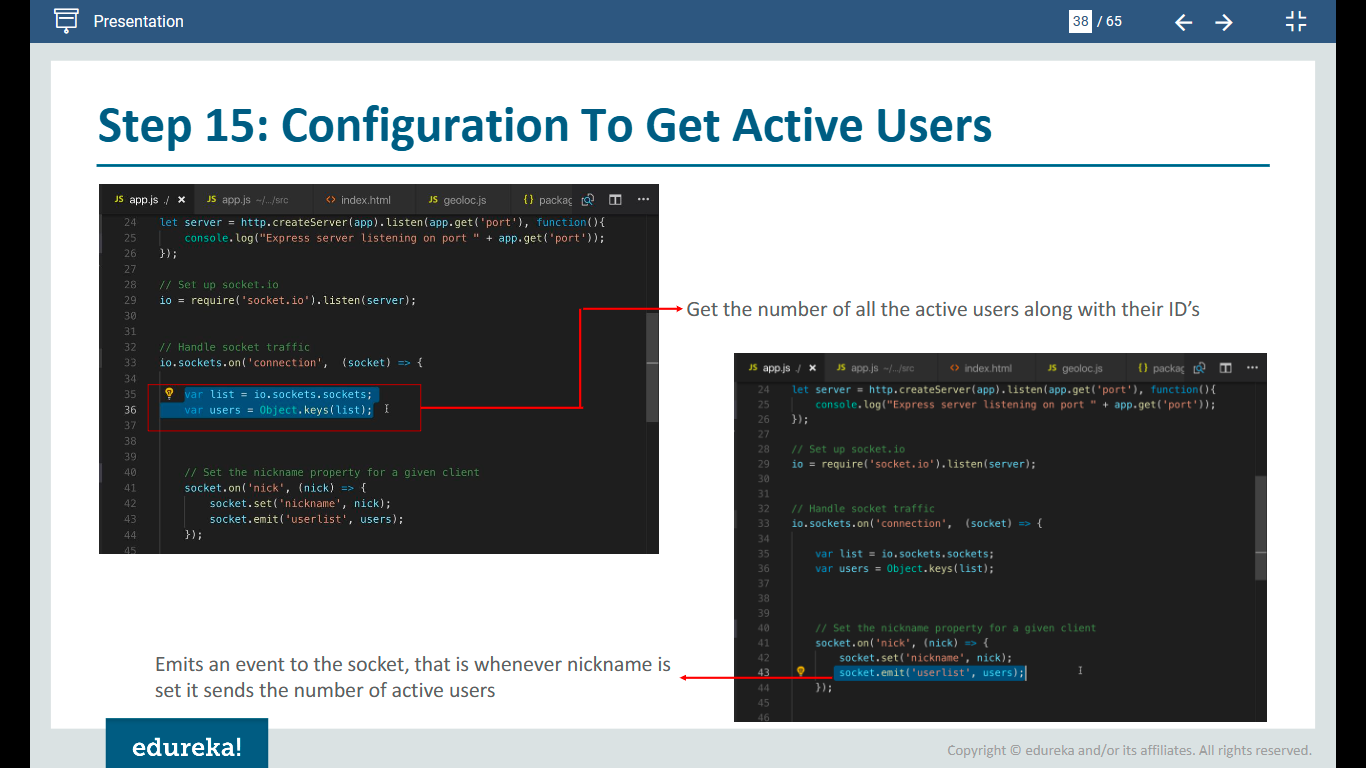 Presentation
38 / 65
Step 15: Configuration To Get Active Users
JS app.js ./ × JS app.js ~/.../src <> index.html JS geoloc.js {} packag ...
24 let server = http.createServer(app).listen(app.get('port'), function(){
25 console.log("Express server listening on port " + app.get('port'));
26 });
27
28 // Set up socket.io
29 io = require('socket.io').listen(server);
30
31
32 // Handle socket traffic
33 io.sockets.on('connection', (socket) => {
34
35 var list = io.sockets.sockets;
36 var users = Object.keys(list);
37
38
39
40 // Set the nickname property for a given client
41 socket.on('nick', (nick) => {
42 socket.set('nickname', nick);
43 socket.emit('userlist', users);
44 });
45
Get the number of all the active users along with their ID’s
JS app.js ./ × JS app.js ~/.../src <> index.html JS geoloc.js {} packag ...
24 let server = http.createServer(app).listen(app.get('port'), function(){
25 console.log("Express server listening on port " + app.get('port'));
26 });
27
28 // Set up socket.io
29 io = require('socket.io').listen(server);
30
31
32 // Handle socket traffic
33 io.sockets.on('connection', (socket) => {
34
35 var list = io.sockets.sockets;
36 var users = Object.keys(list);
37
38
39
40 // Set the nickname property for a given client
41 socket.on('nick', (nick) => {
42 socket.set('nickname', nick);
43 socket.emit('userlist', users);
44 });
45
46
Emits an event to the socket, that is whenever nickname is
set it sends the number of active users
edureka!
Copyright © edureka and/or its affiliates. All rights reserved.